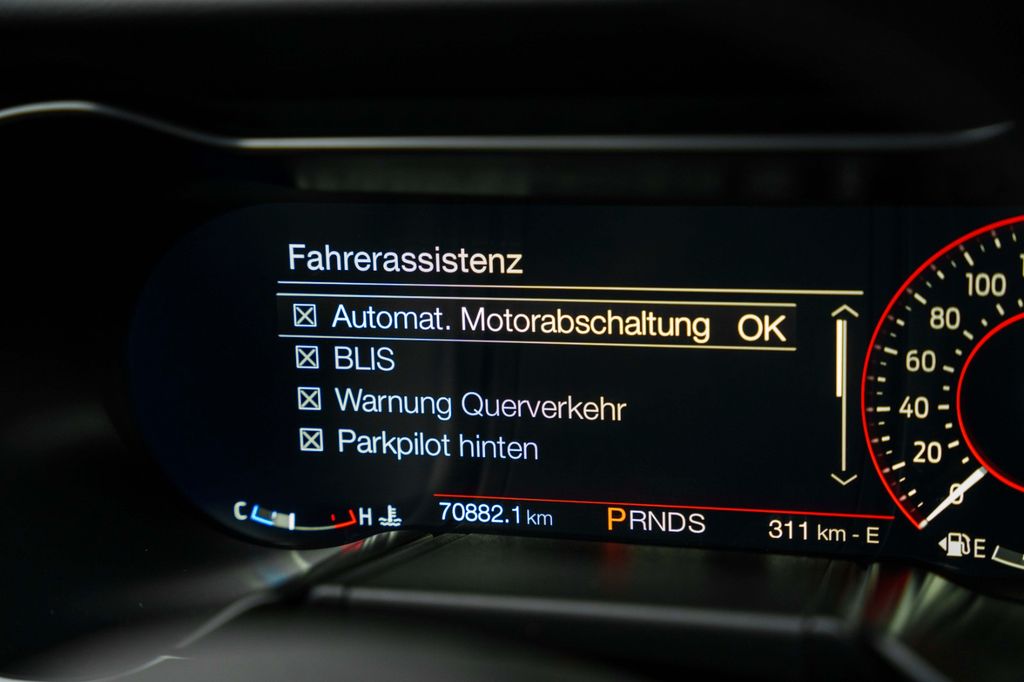 Fahrerassistenz
Automat. Motorabschaltung OK
BLIS
Warnung Querverkehr
Parkpilot hinten
C H
70882.1 km
PRNDS
311 km - E
100
80
60
40
20
0
E